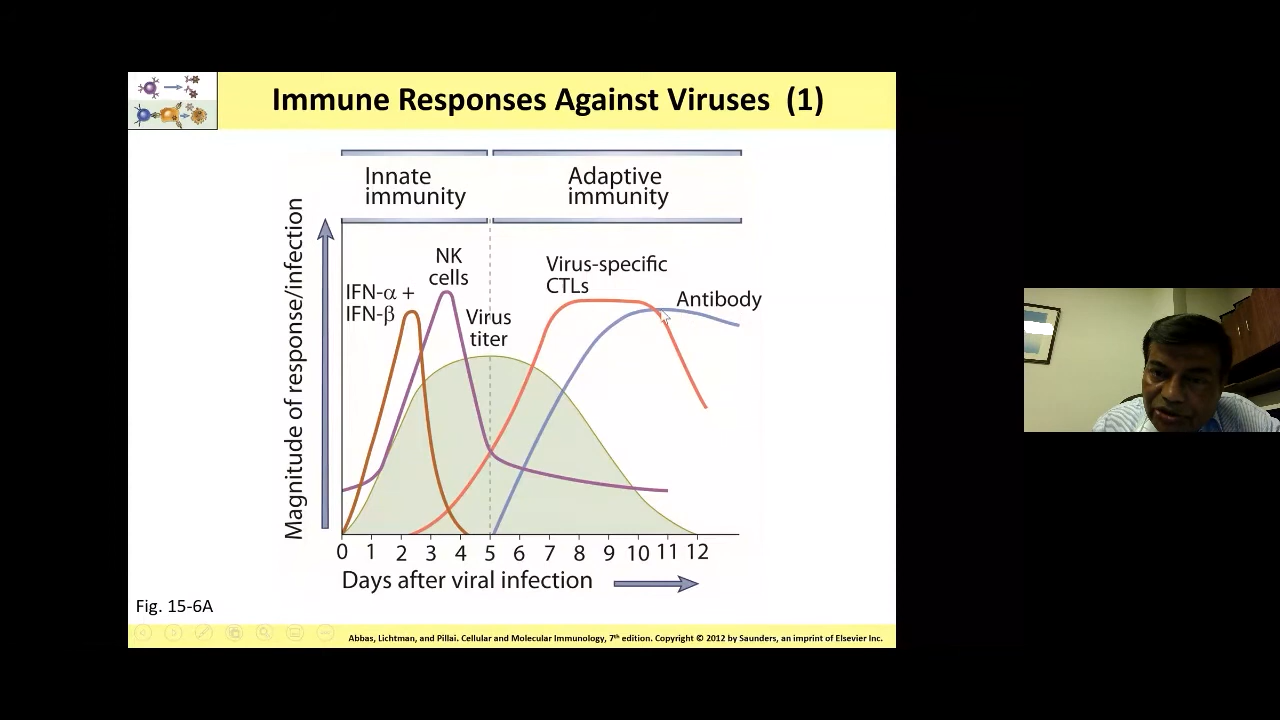 Immune Responses Against Viruses (1)
Innate
immunity
Adaptive
immunity
Magnitude of response/infection
IFN-α +
IFN-β
NK
cells
Virus
titer
Virus-specific
CTLs
Antibody
0 1 2 3 4 5 6 7 8 9 10 11 12
Days after viral infection
Fig. 15-6A
Abbas, Lichtman, and Pillai. Cellular and Molecular Immunology, 7th edition. Copyright © 2012 by Saunders, an imprint of Elsevier Inc.